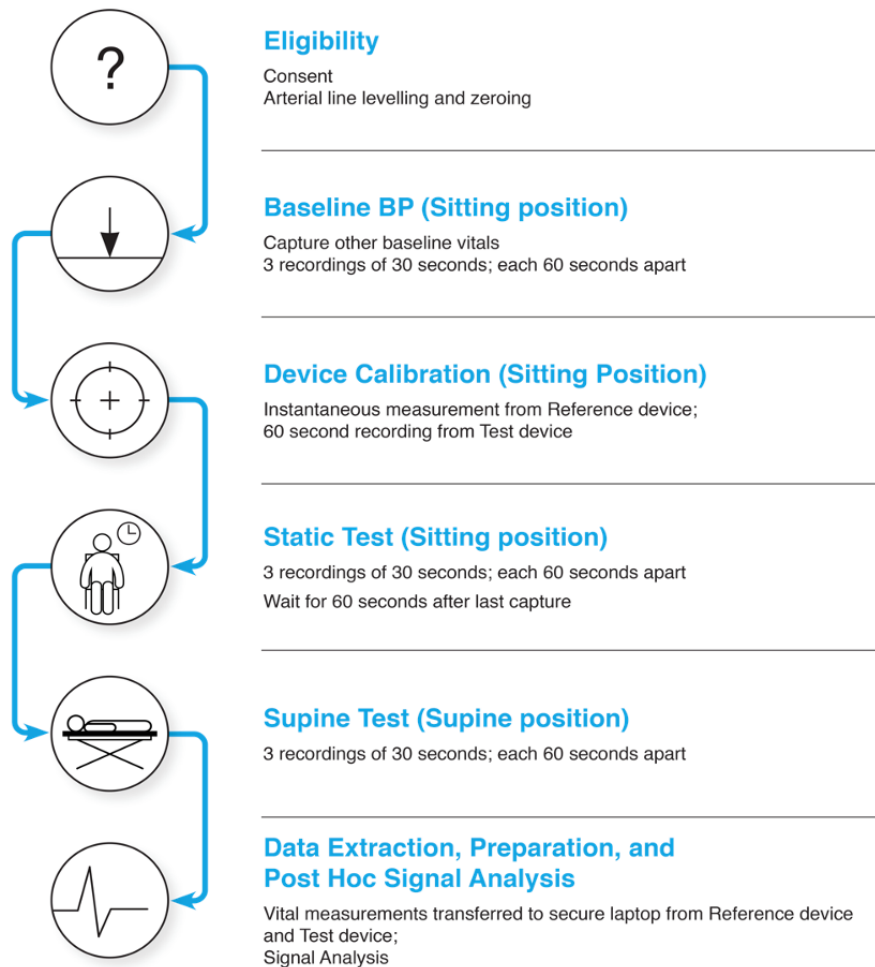 ?
Eligibility
Consent
Arterial line levelling and zeroing
Baseline BP (Sitting position)
Capture other baseline vitals
3 recordings of 30 seconds; each 60 seconds apart
Device Calibration (Sitting Position)
Instantaneous measurement from Reference device;
60 second recording from Test device
Static Test (Sitting position)
3 recordings of 30 seconds; each 60 seconds apart
Wait for 60 seconds after last capture
Supine Test (Supine position)
3 recordings of 30 seconds; each 60 seconds apart
Data Extraction, Preparation, and
Post Hoc Signal Analysis
Vital measurements transferred to secure laptop from Reference device
and Test device;
Signal Analysis